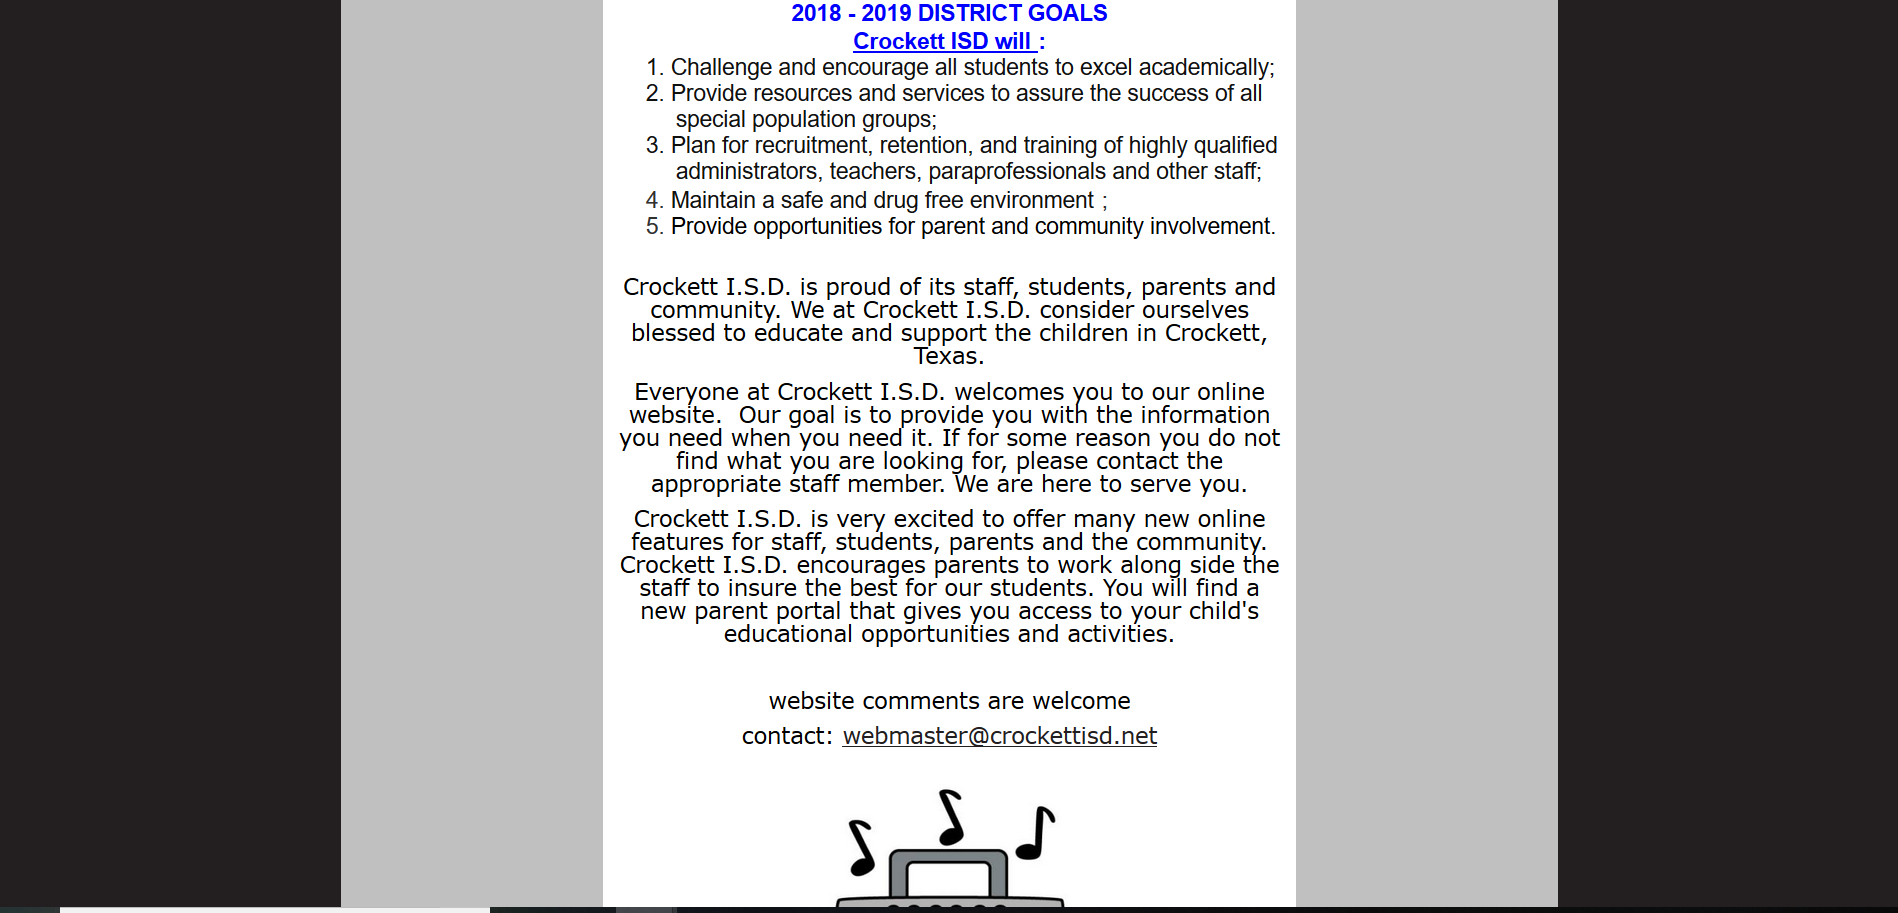 2018 - 2019 DISTRICT GOALS
Crockett ISD will :
1. Challenge and encourage all students to excel academically;
2. Provide resources and services to assure the success of all
special population groups;
3. Plan for recruitment, retention, and training of highly qualified
administrators, teachers, paraprofessionals and other staff;
4. Maintain a safe and drug free environment ;
5. Provide opportunities for parent and community involvement.
Crockett I.S.D. is proud of its staff, students, parents and
community. We at Crockett I.S.D. consider ourselves
blessed to educate and support the children in Crockett,
Texas.
Everyone at Crockett I.S.D. welcomes you to our online
website.  Our goal is to provide you with the information
you need when you need it. If for some reason you do not
find what you are looking for, please contact the
appropriate staff member. We are here to serve you.
Crockett I.S.D. is very excited to offer many new online
features for staff, students, parents and the community.
Crockett I.S.D. encourages parents to work along side the
staff to insure the best for our students. You will find a
new parent portal that gives you access to your child's
educational opportunities and activities.
website comments are welcome
contact: webmaster@crockettisd.net